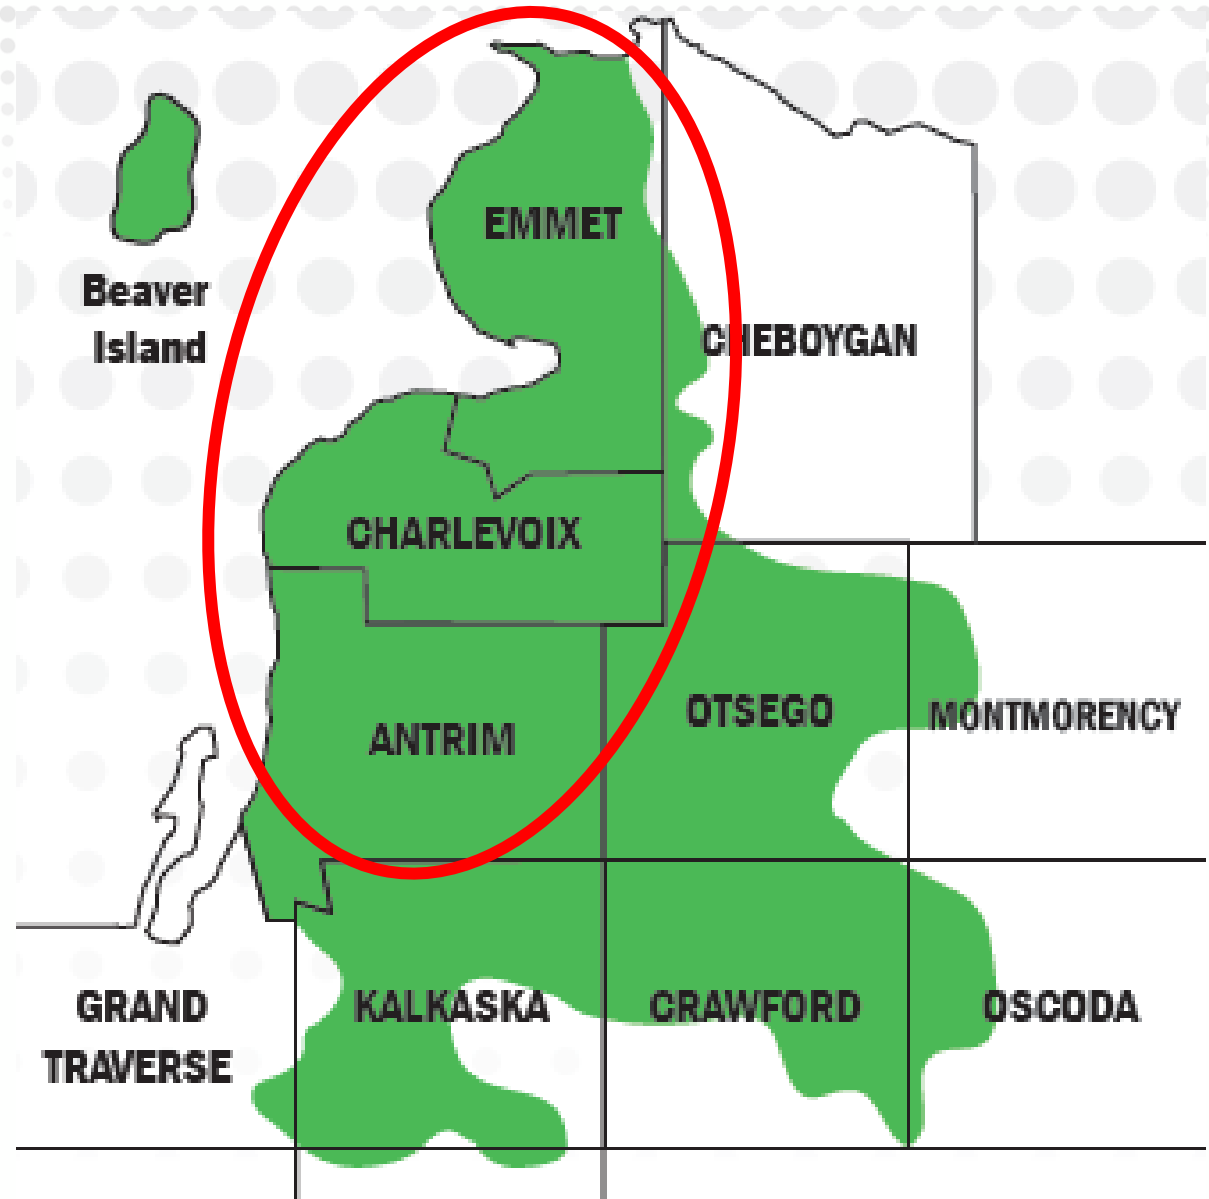 EMMET
Beaver
Island
CHEBOYGAN
CHARLEVOIX
OTSEGO
MONTMORENCY
ANTRIM
GRAND
TRAVERSE
KALKASKA
CRAWFORD
OSCODA